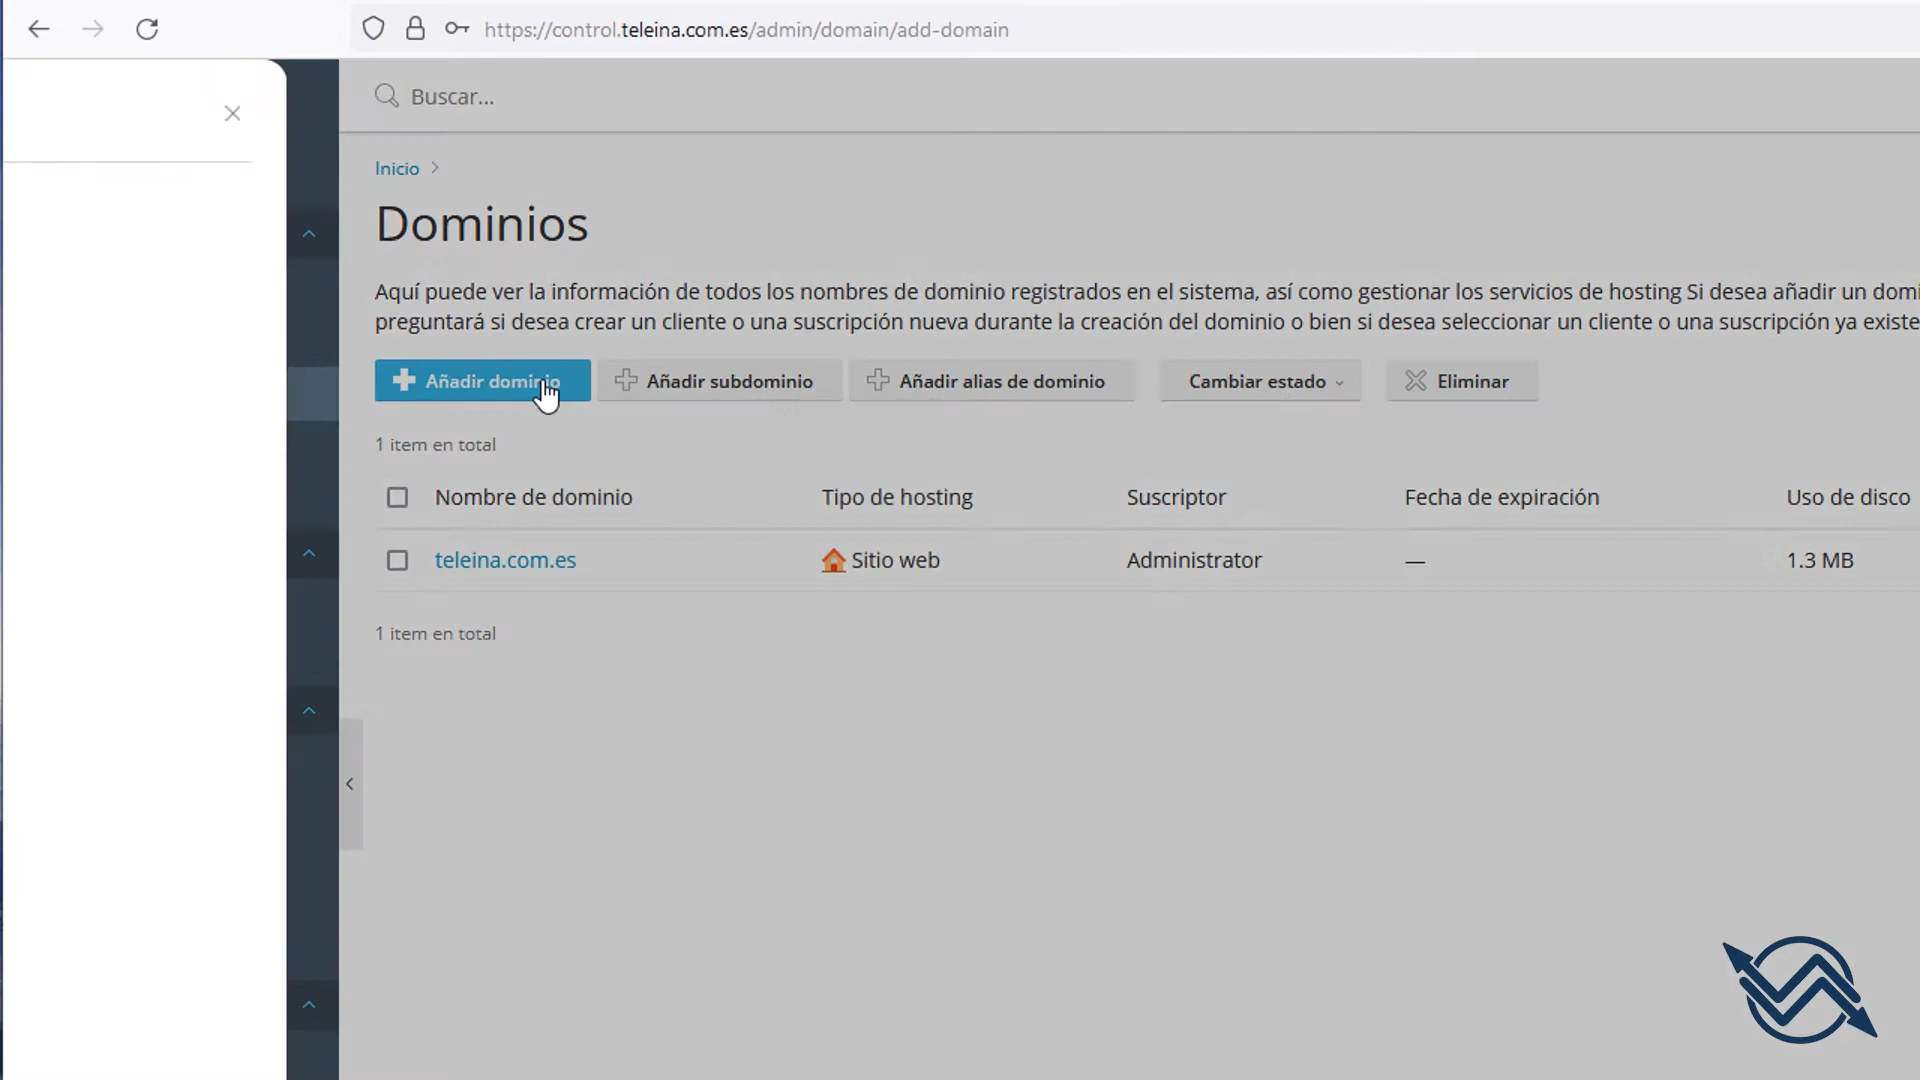 https://control.teleina.com.es/admin/domain/add-domain
Buscar...
Inicio
Dominios
Aquí puede ver la información de todos los nombres de dominio registrados en el sistema, así como gestionar los servicios de hosting Si desea añadir un domi
preguntará si desea crear un cliente o una suscripción nueva durante la creación del dominio o bien si desea seleccionar un cliente o una suscripción ya existe
Añadir dominio Añadir subdominio Añadir alias de dominio Cambiar estado Eliminar
1 item en total
Nombre de dominio Tipo de hosting Suscriptor Fecha de expiración Uso de disco
teleina.com.es Sitio web Administrator — 1.3 MB
1 item en total